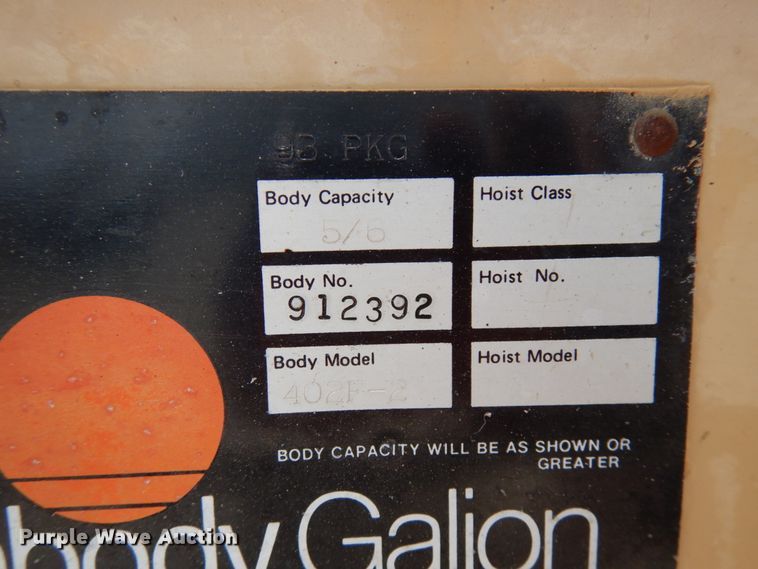 93 PKG
Body Capacity
5/6
Hoist Class
Body No.
912392
Hoist No.
Body Model
402F-2
Hoist Model
BODY CAPACITY WILL BE AS SHOWN OR
GREATER
abody Galion
Purple Wave Auction